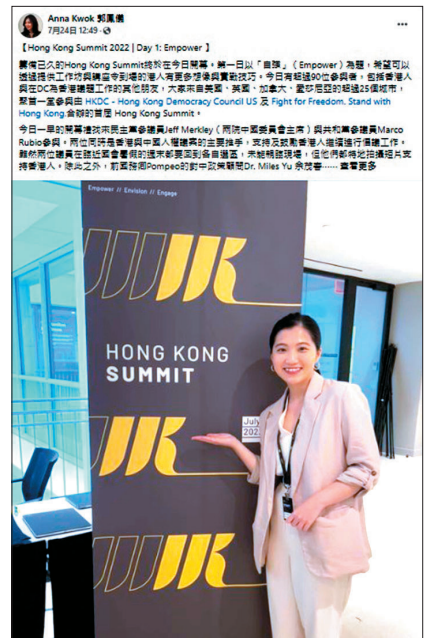 Anna Kwok 郭鳳儀
7月24日 12:49
【Hong Kong Summit 2022 | Day 1: Empower】
籌備已久的Hong Kong Summit終於在今日開幕。第一日以「自強」（Empower）為題，希望可以
透過提供工作坊與講座令到場的港人有更多想像與實戰技巧。今日有超過90位參與者，包括香港人
與在DC為香港議題工作的其他朋友，大家來自美國、英國、加拿大、愛莎尼亞的超過25個城市，
聚首一堂參與由 HKDC - Hong Kong Democracy Council US 及 Fight for Freedom. Stand with
Hong Kong.合辦的首屆 Hong Kong Summit。
今日一早的開幕禮找來民主黨參議員Jeff Merkley（兩院中國委員會主席）與共和黨參議員Marco
Rubio參與。兩位同於是香港與中國人權議案的主要推手，支持及鼓勵香港人繼續進行倡議工作。
雖然兩位議員在臨近國會暑假的週末都要回到各自選區，未能親臨現場，但他們都特地拍攝短片支
持香港人。除此之外，前國務卿Pompeo的對中政策顧問Dr. Miles Yu 余茂春⋯⋯ 查看更多
Empower // Envision // Engage
HONG KONG
SUMMIT
July
202